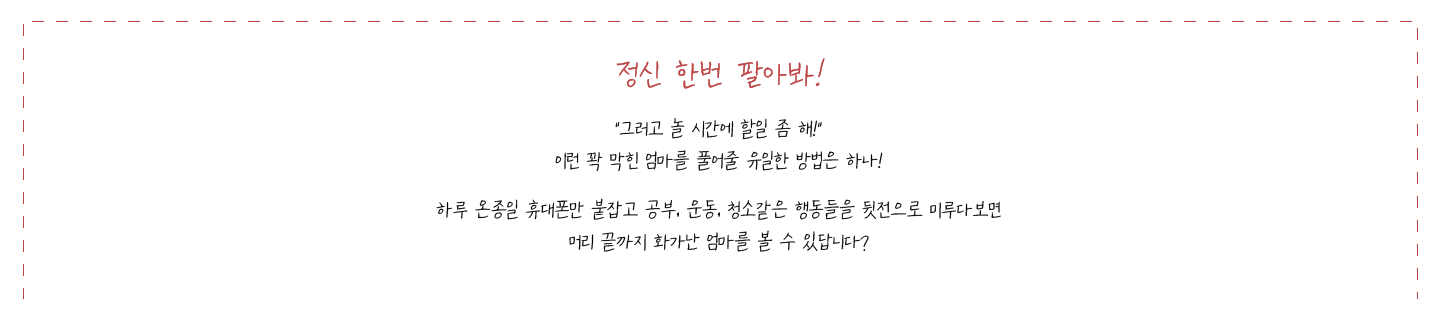 정신 한번 팔아봐!
"그러고 놀 시간에 할일 좀 해!"
이런 꽉 막힌 엄마를 풀어줄 유일한 방법은 하나!
하루 온종일 휴대폰만 붙잡고 공부, 운동, 청소같은 행동들을 뒷전으로 미루다보면
머리 끝까지 화가난 엄마를 볼 수 있답니다?